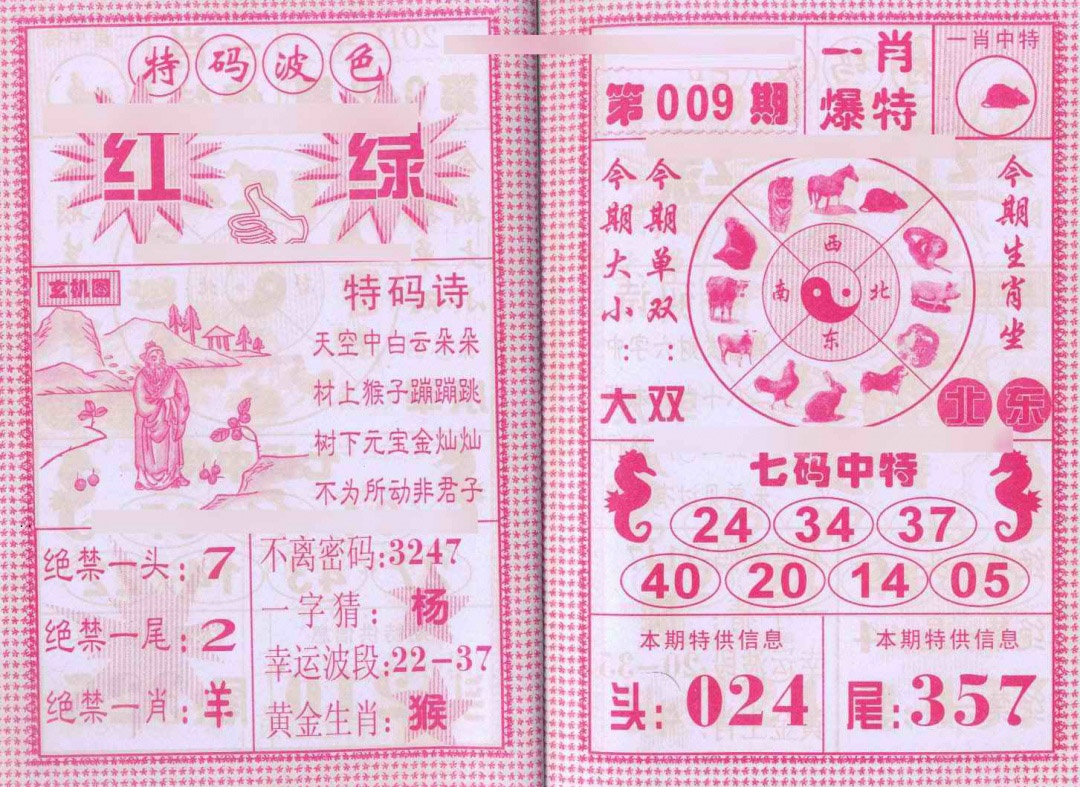 特码波色
红 绿
玄机图
特码诗
天空中白云朵朵
材上猴子蹦蹦跳
树下元宝金灿灿
不为所动非君子
绝禁一头:7
绝禁一尾:2
绝禁一肖:羊
不离密码:3247
一字猜:杨
幸运波段:22-37
黄金生肖:猴
第009期
一肖
爆特
一肖中特
今期大小:大
今期单双:双
西
南 北
东
今期生肖坐
北东
七码中特
24 34 37
40 20 14 05
本期特供信息
头:024
本期特供信息
尾:357